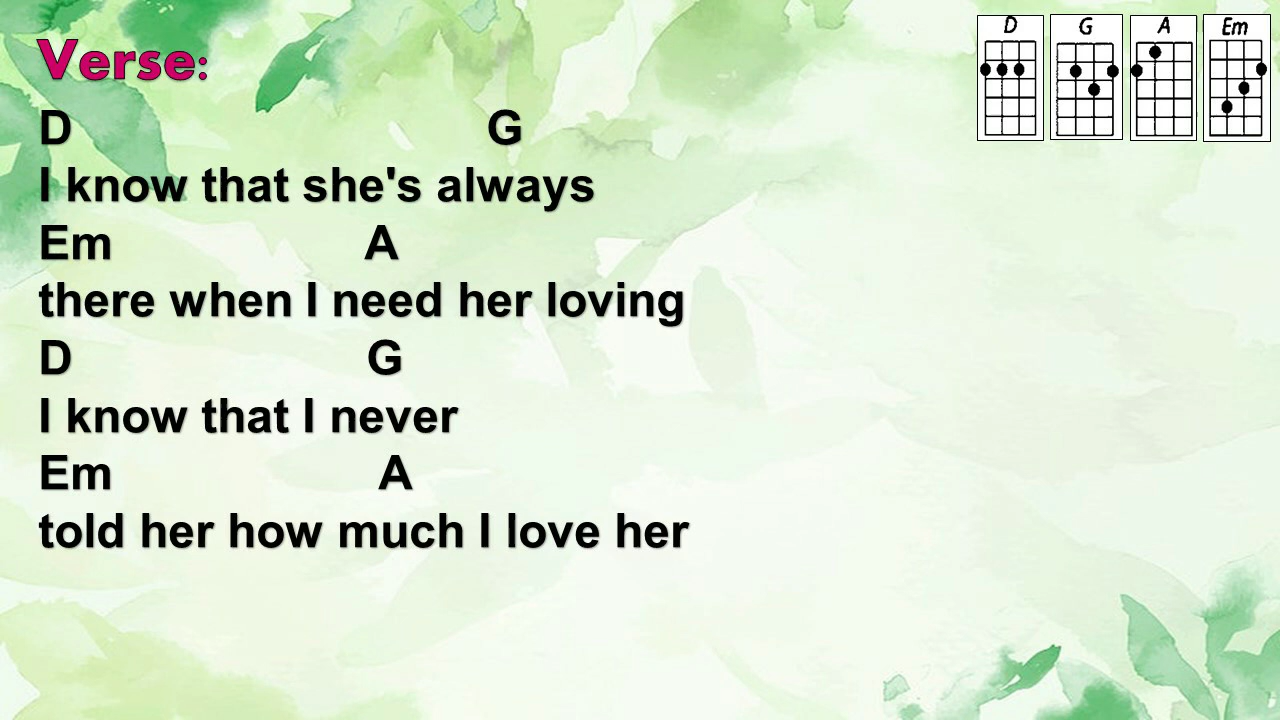 Verse:
D G A Em
D G
I know that she's always
Em A
there when I need her loving
D G
I know that I never
Em A
told her how much I love her